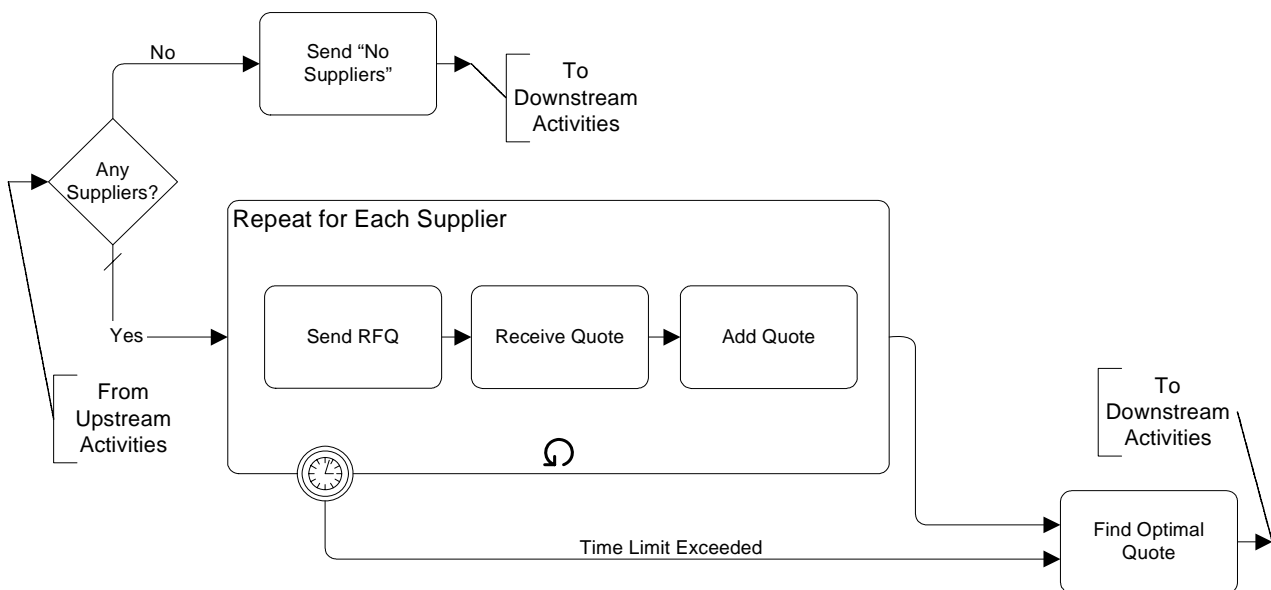 No
Send “No
Suppliers”
To
Downstream
Activities
Any
Suppliers?
Repeat for Each Supplier
Send RFQ
Receive Quote
Add Quote
Yes
From
Upstream
Activities
To
Downstream
Activities
Time Limit Exceeded
Find Optimal
Quote